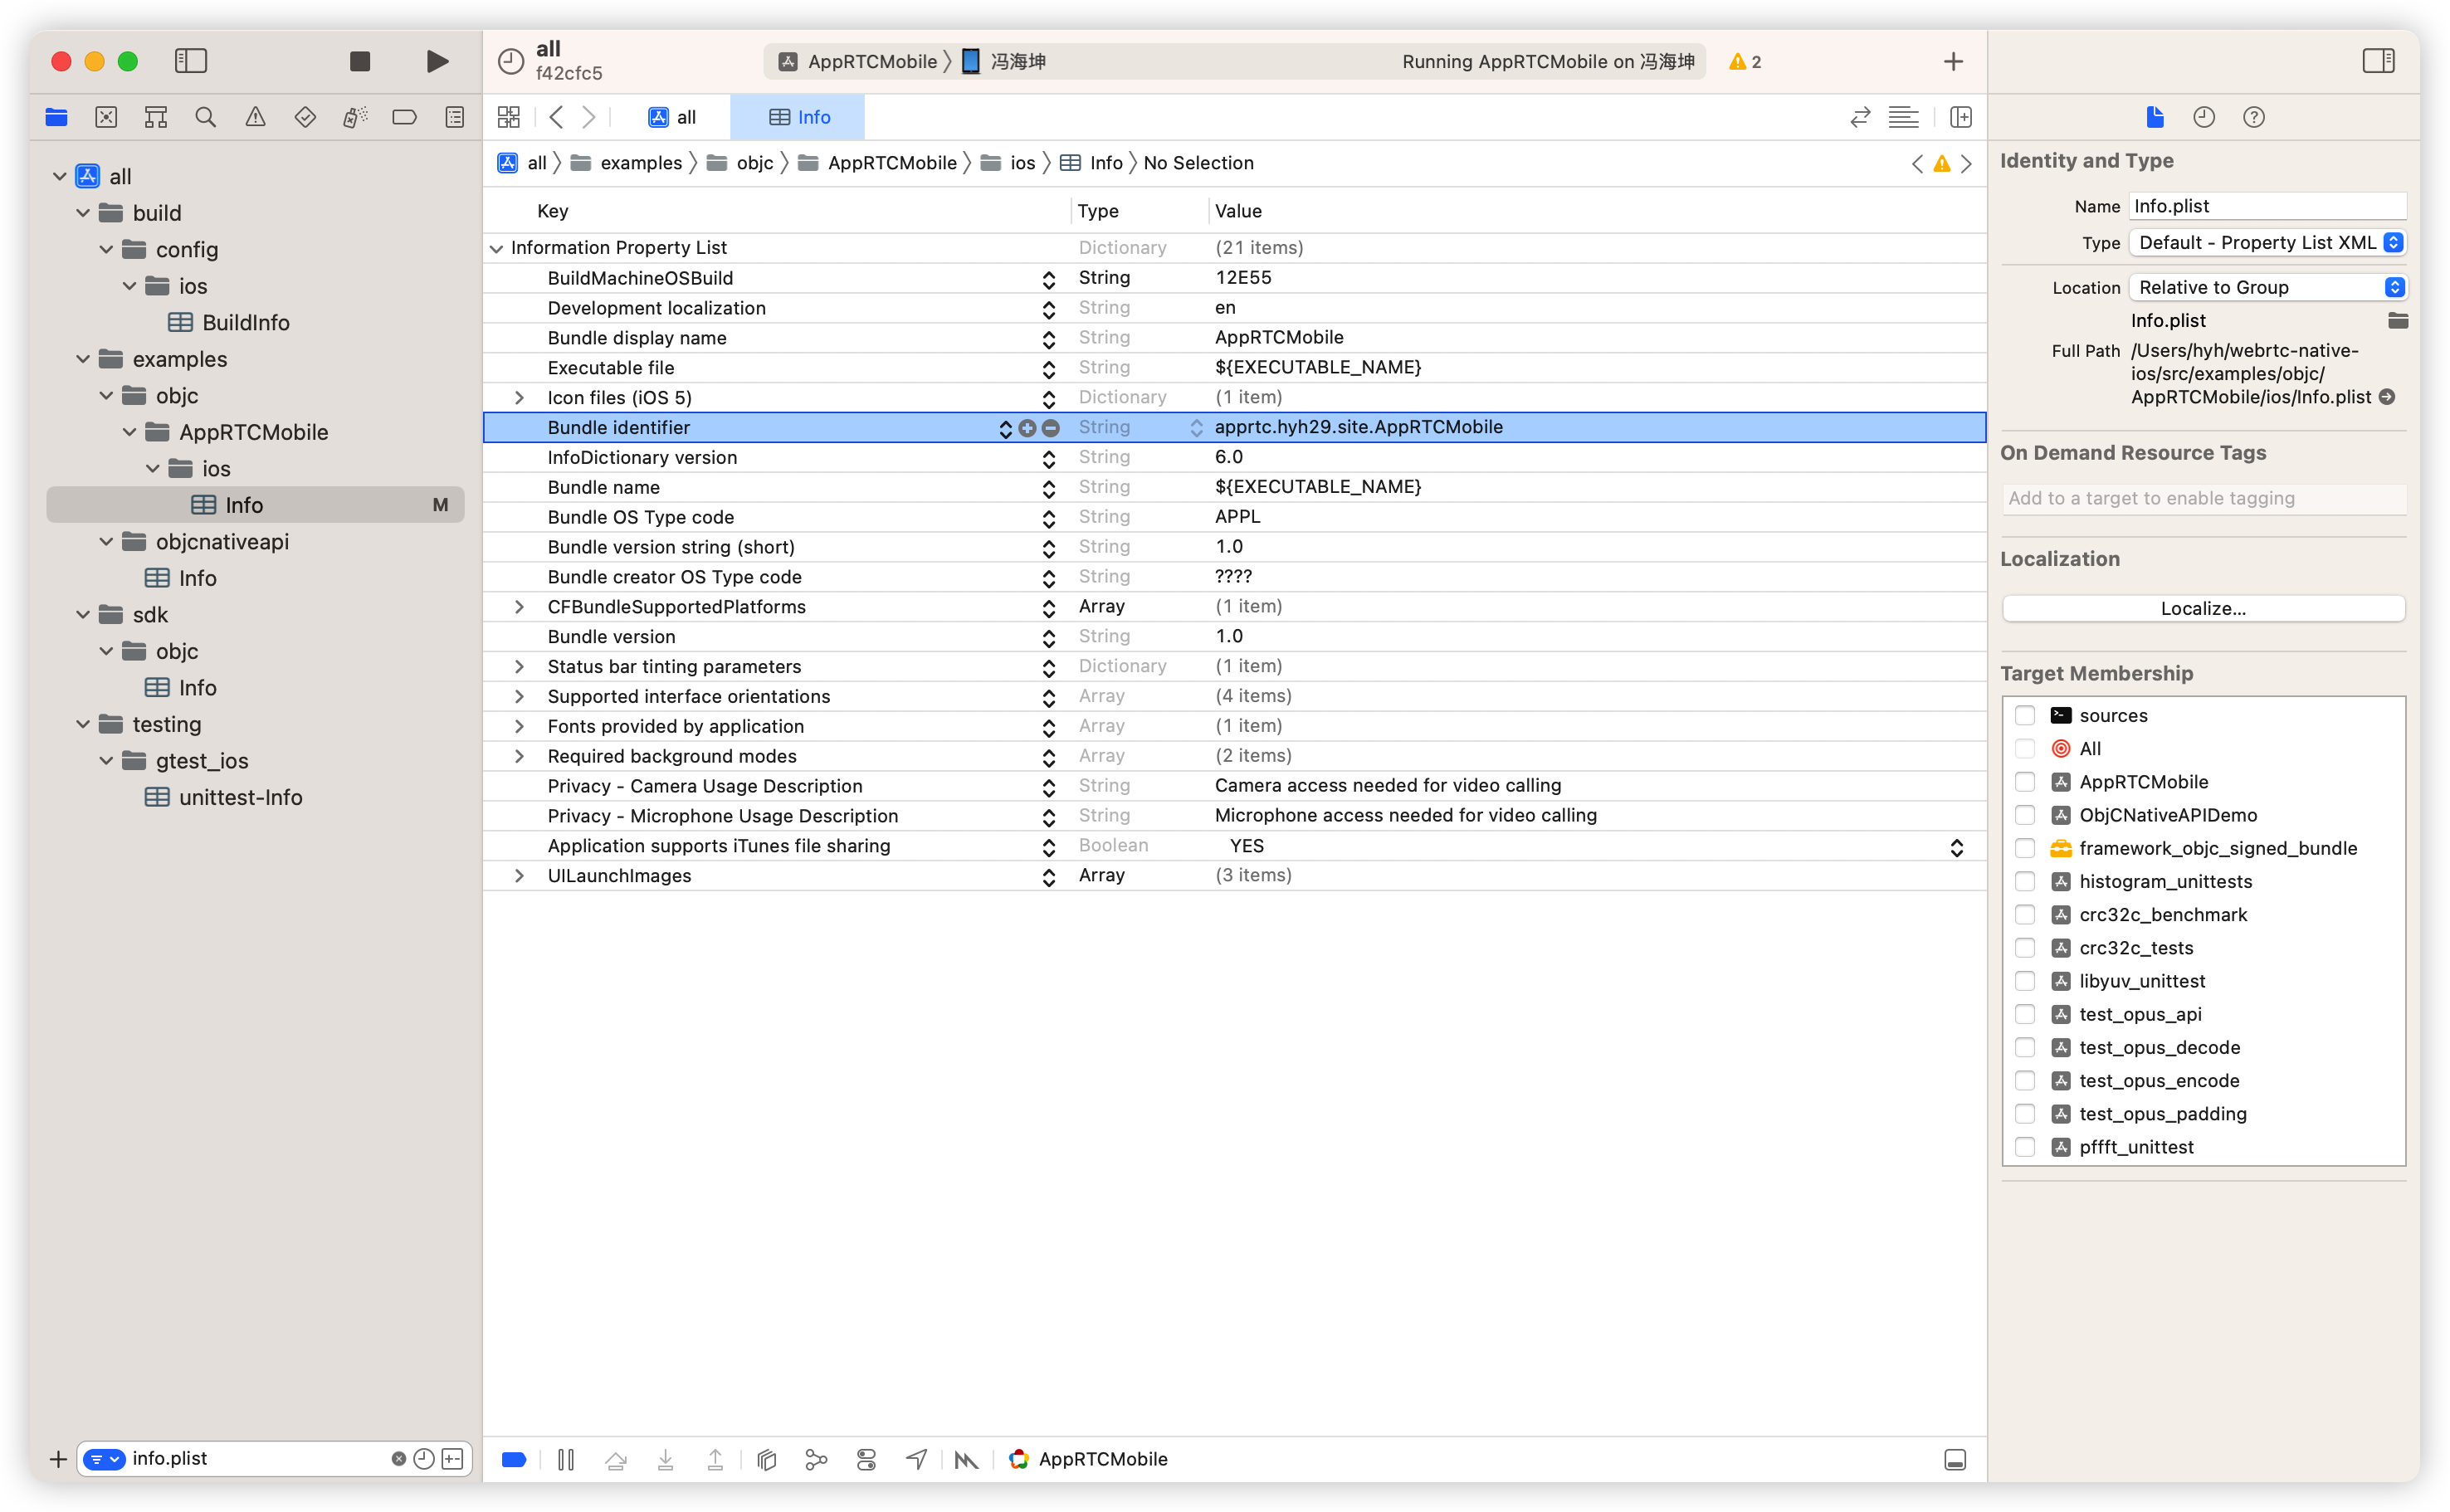 all
f42cfc5
AppRTCMobile 冯海坤
Running AppRTCMobile on 冯海坤
2
all
Info
all examples objc AppRTCMobile ios Info No Selection
all
build
config
ios
BuildInfo
examples
objc
AppRTCMobile
ios
Info M
objcnativeapi
Info
sdk
objc
Info
testing
gtest_ios
unittest-Info
info.plist
Key Type Value
Information Property List Dictionary (21 items)
BuildMachineOSBuild String 12E55
Development localization String en
Bundle display name String AppRTCMobile
Executable file String ${EXECUTABLE_NAME}
Icon files (iOS 5) Dictionary (1 item)
Bundle identifier String apprtc.hyh29.site.AppRTCMobile
InfoDictionary version String 6.0
Bundle name String ${EXECUTABLE_NAME}
Bundle OS Type code String APPL
Bundle version string (short) String 1.0
Bundle creator OS Type code String ????
CFBundleSupportedPlatforms Array (1 item)
Bundle version String 1.0
Status bar tinting parameters Dictionary (1 item)
Supported interface orientations Array (4 items)
Fonts provided by application Array (1 item)
Required background modes Array (2 items)
Privacy - Camera Usage Description String Camera access needed for video calling
Privacy - Microphone Usage Description String Microphone access needed for video calling
Application supports iTunes file sharing Boolean YES
UILaunchImages Array (3 items)
AppRTCMobile
Identity and Type
Name Info.plist
Type Default - Property List XML
Location Relative to Group
Info.plist
Full Path /Users/hyh/webrtc-native-
ios/src/examples/objc/
AppRTCMobile/ios/Info.plist
On Demand Resource Tags
Add to a target to enable tagging
Localization
Localize...
Target Membership
sources
All
AppRTCMobile
ObjCNativeAPIDemo
framework_objc_signed_bundle
histogram_unittests
crc32c_benchmark
crc32c_tests
libyuv_unittest
test_opus_api
test_opus_decode
test_opus_encode
test_opus_padding
pffft_unittest